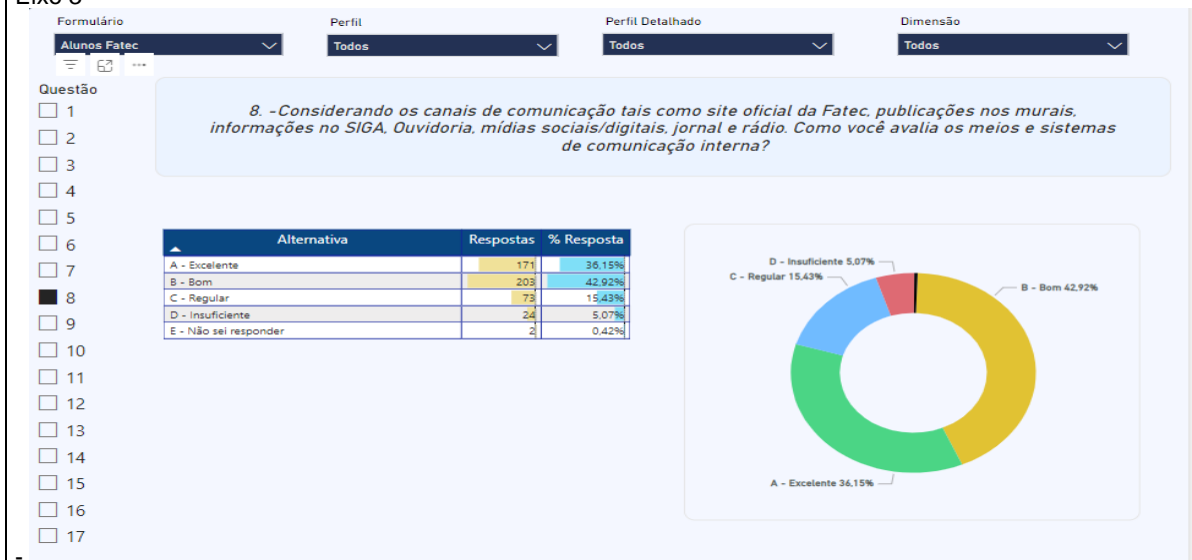 Formulário Perfil Perfil Detalhado Dimensão
Alunos Fatec Todos Todos Todos
Questão
1
2
3
4
5
6
7
8
9
10
11
12
13
14
15
16
17
8. -Considerando os canais de comunicação tais como site oficial da Fatec, publicações nos murais,
informações no SIGA, Ouvidoria, mídias sociais/digitais, jornal e rádio. Como você avalia os meios e sistemas
de comunicação interna?
Alternativa Respostas % Resposta
A - Excelente 171 36,15%
B - Bom 203 42,92%
C - Regular 73 15,43%
D - Insuficiente 24 5,07%
E - Não sei responder 2 0,42%
D - Insuficiente 5,07%
C - Regular 15,43%
B - Bom 42,92%
A - Excelente 36,15%
-